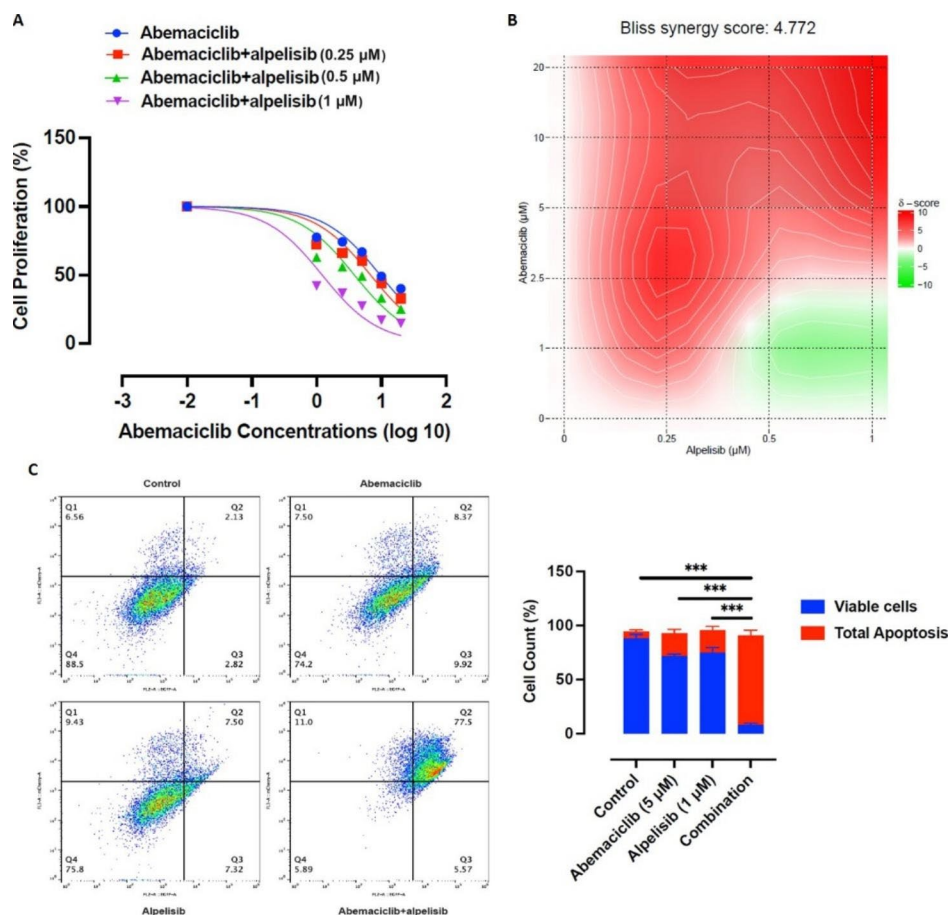 A
Abemaciclib
Abemaciclib+alpelisib (0.25 µM)
Abemaciclib+alpelisib (0.5 µM)
Abemaciclib+alpelisib (1 µM)
Cell Proliferation (%)
150
100
50
0
-3 -2 -1 0 1 2
Abemaciclib Concentrations (log 10)
B
Bliss synergy score: 4.772
Abemaciclib (µM)
20
10
5
2.5
1
0
0 0.25 0.5 1
Alpelisib (µM)
δ-score
10
5
0
-5
-10
C
Control
Q1
6.56
Q2
2.13
Q4
88.5
Q3
2.82
Abemaciclib
Q1
7.50
Q2
8.37
Q4
74.2
Q3
9.92
Q1
9.43
Q2
7.50
Q4
75.8
Q3
7.32
Alpelisib
Q1
11.0
Q2
77.5
Q4
5.89
Q3
5.57
Abemaciclib+alpelisib
Cell Count (%)
150
100
50
0
***
***
***
Viable cells
Total Apoptosis
Control
Abemaciclib (5 µM)
Alpelisib (1 µM)
Combination